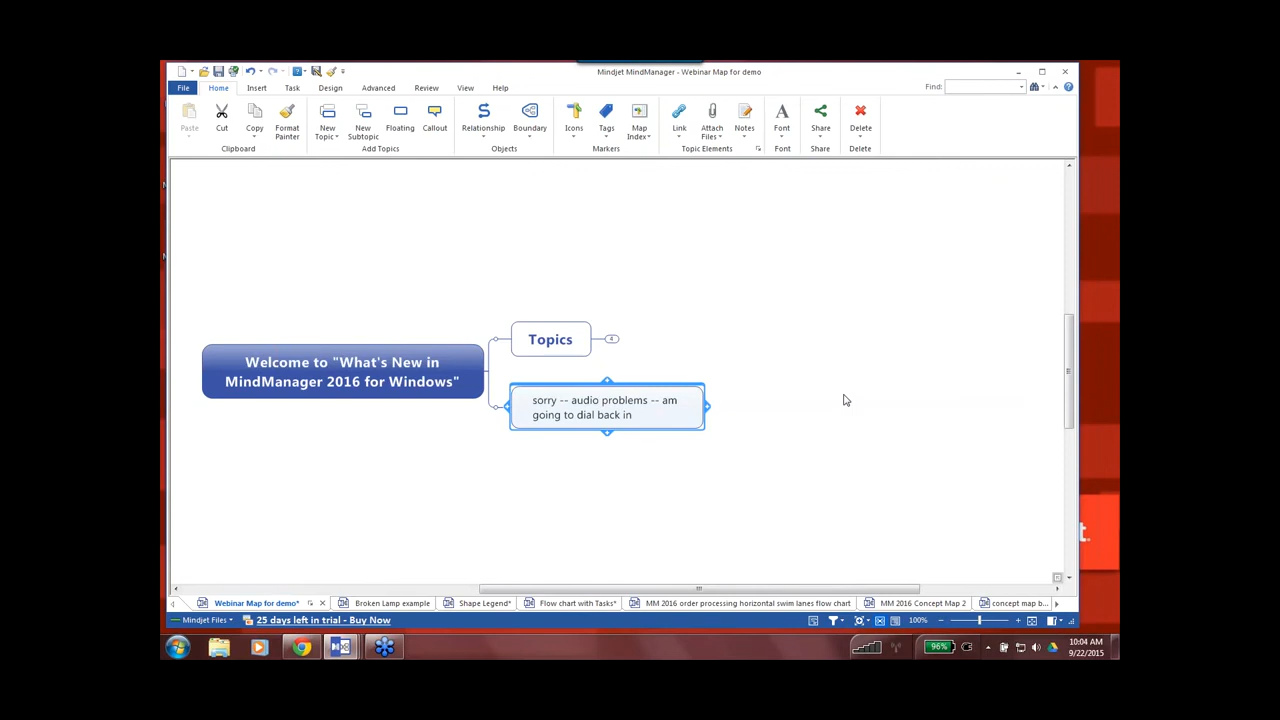 Mindjet MindManager - Webinar Map for demo
File Home Insert Task Design Advanced Review View Help Find:
Paste Cut Copy Format Painter New Topic New Subtopic Floating Callout Relationship Boundary Icons Tags Map Index Link Attach Files Notes Font Share Delete
Clipboard Add Topics Objects Markers Topic Elements Font Share Delete
Topics 4
Welcome to "What's New in
MindManager 2016 for Windows"
sorry -- audio problems -- am
going to dial back in
t.
Webinar Map for demo* Broken Lamp example Shape Legend* Flow chart with Tasks* MM 2016 order processing horizontal swim lanes flow chart MM 2016 Concept Map 2 concept map b...
Mindjet Files 25 days left in trial - Buy Now 100%
96% 10:04 AM
9/22/2015